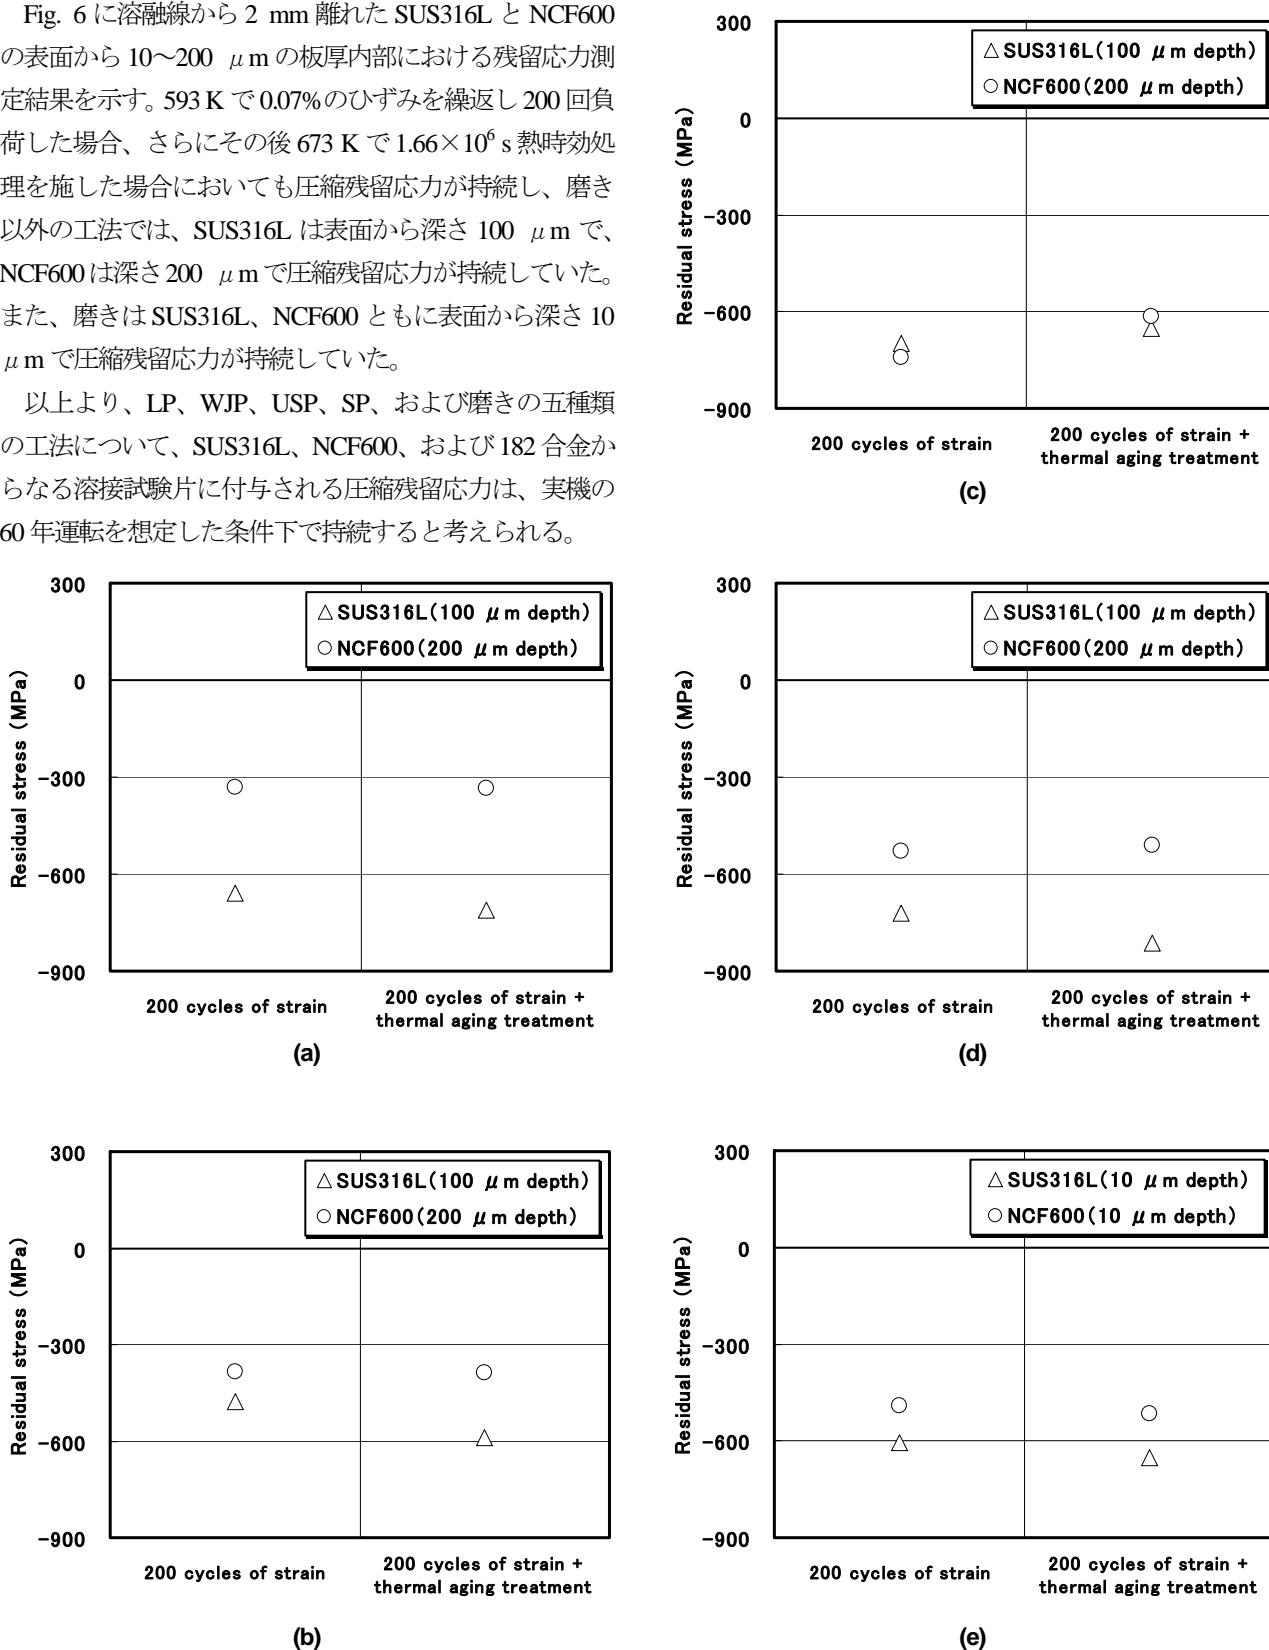 Fig. 6 に溶融線から 2 mm 離れた SUS316L と NCF600
の表面から 10～200 μm の板厚内部における残留応力測
定結果を示す。593 K で 0.07%のひずみを繰返し 200 回負
荷した場合、さらにその後 673 K で 1.66×10⁶ s 熱時効処
理を施した場合においても圧縮残留応力が持続し、磨き
以外の工法では、SUS316L は表面から深さ 100 μm で、
NCF600 は深さ 200 μm で圧縮残留応力が持続していた。
また、磨きは SUS316L、NCF600 ともに表面から深さ 10
μm で圧縮残留応力が持続していた。
以上より、LP、WJP、USP、SP、および磨きの五種類
の工法について、SUS316L、NCF600、および 182 合金か
らなる溶接試験片に付与される圧縮残留応力は、実機の
60 年運転を想定した条件下で持続すると考えられる。
300
△ SUS316L(100 μm depth)
○ NCF600(200 μm depth)
0
-300
-600
-900
Residual stress (MPa)
200 cycles of strain
200 cycles of strain +
thermal aging treatment
(a)
300
△ SUS316L(100 μm depth)
○ NCF600(200 μm depth)
0
-300
-600
-900
Residual stress (MPa)
200 cycles of strain
200 cycles of strain +
thermal aging treatment
(b)
300
△ SUS316L(100 μm depth)
○ NCF600(200 μm depth)
0
-300
-600
-900
Residual stress (MPa)
200 cycles of strain
200 cycles of strain +
thermal aging treatment
(c)
300
△ SUS316L(100 μm depth)
○ NCF600(200 μm depth)
0
-300
-600
-900
Residual stress (MPa)
200 cycles of strain
200 cycles of strain +
thermal aging treatment
(d)
300
△ SUS316L(10 μm depth)
○ NCF600(10 μm depth)
0
-300
-600
-900
Residual stress (MPa)
200 cycles of strain
200 cycles of strain +
thermal aging treatment
(e)